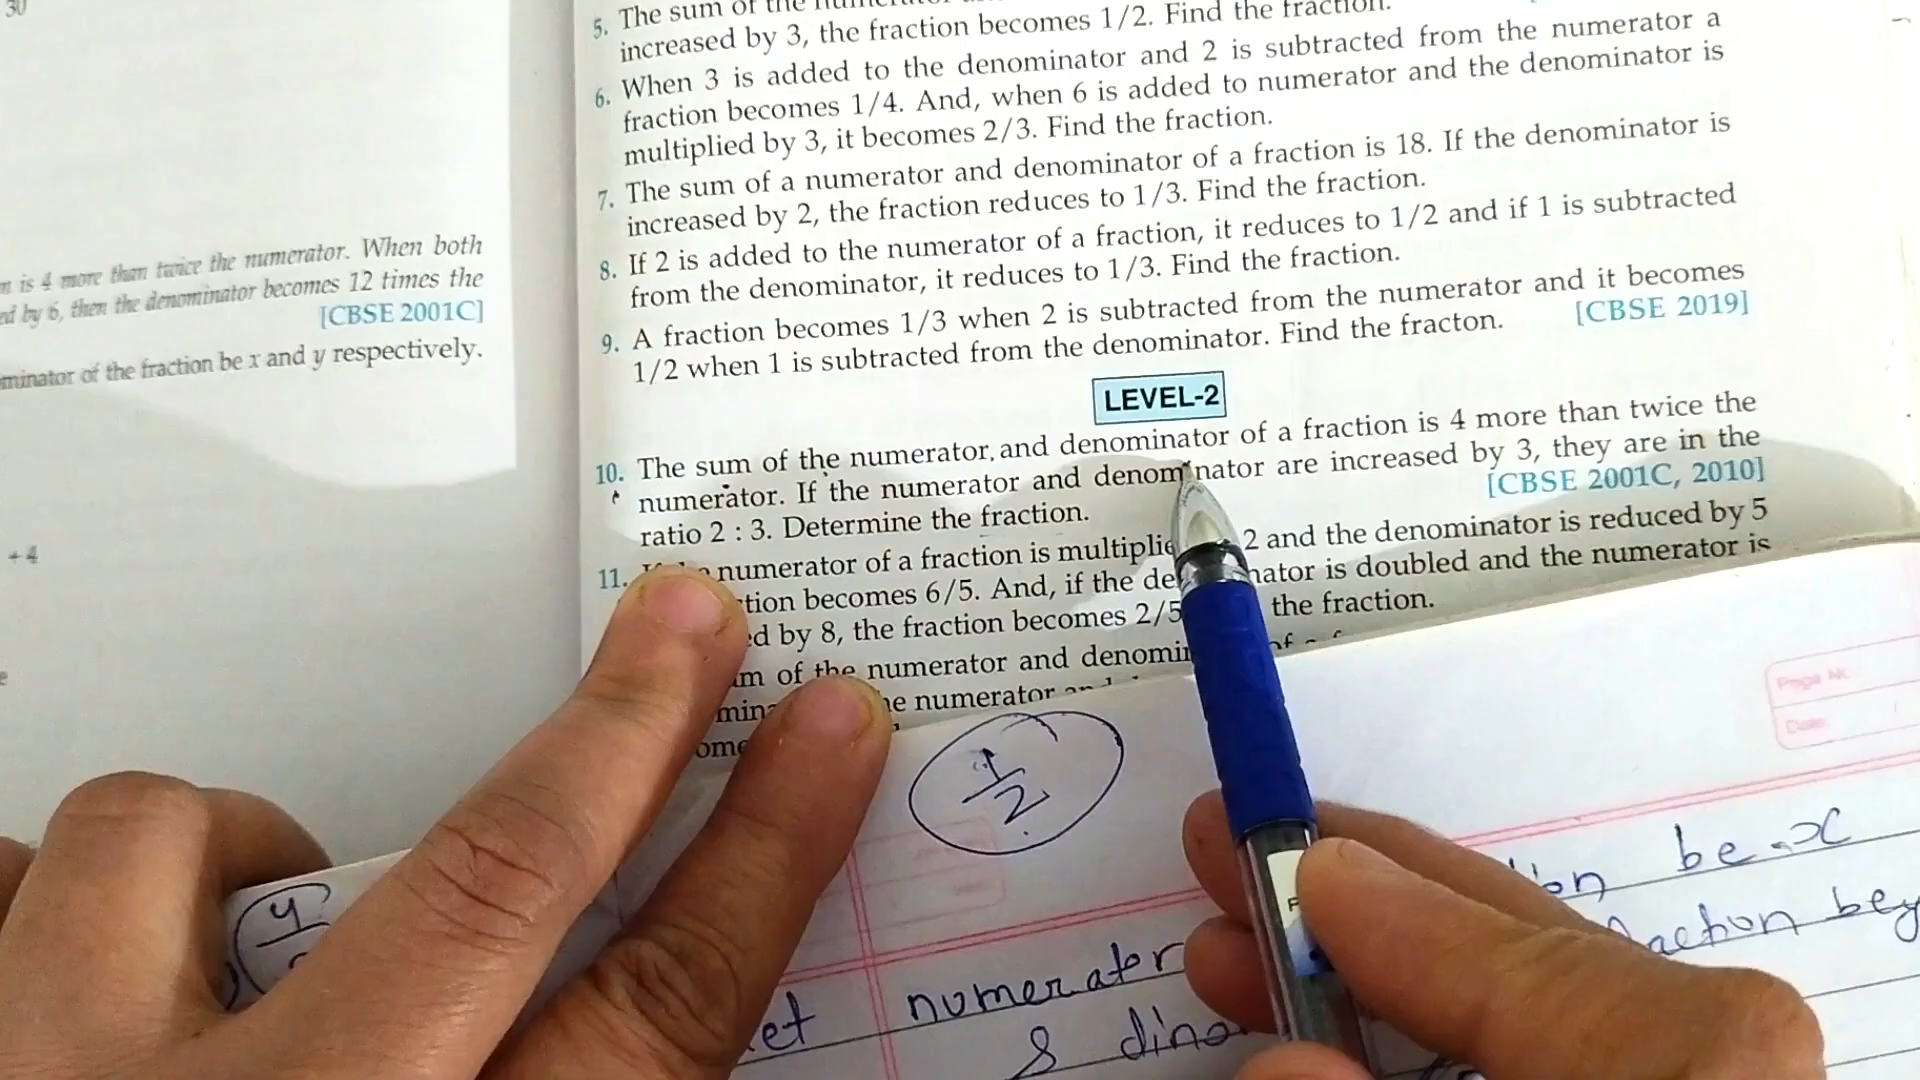 30
m is 4 more than twice the numerator. When both
ed by 6, then the denominator becomes 12 times the
[CBSE 2001C]
minator of the fraction be x and y respectively.
+ 4
5. The sum of the
increased by 3, the fraction becomes 1/2. Find the fraction.
6. When 3 is added to the denominator and 2 is subtracted from the numerator a
fraction becomes 1/4. And, when 6 is added to numerator and the denominator is
multiplied by 3, it becomes 2/3. Find the fraction.
7. The sum of a numerator and denominator of a fraction is 18. If the denominator is
increased by 2, the fraction reduces to 1/3. Find the fraction.
8. If 2 is added to the numerator of a fraction, it reduces to 1/2 and if 1 is subtracted
from the denominator, it reduces to 1/3. Find the fraction.
9. A fraction becomes 1/3 when 2 is subtracted from the numerator and it becomes
1/2 when 1 is subtracted from the denominator. Find the fracton. [CBSE 2019]
LEVEL-2
10. The sum of the numerator and denominator of a fraction is 4 more than twice the
numerator. If the numerator and denominator are increased by 3, they are in the
ratio 2 : 3. Determine the fraction. [CBSE 2001C, 2010]
11. numerator of a fraction is 2 and the denominator is reduced by 5
tion becomes 6/5. And, if the nator is doubled and the numerator is
ed by 8, the fraction becomes 2/5 the fraction.
m of the numerator and
numerator
1/2
be x
faction be y
et numerator
& dino